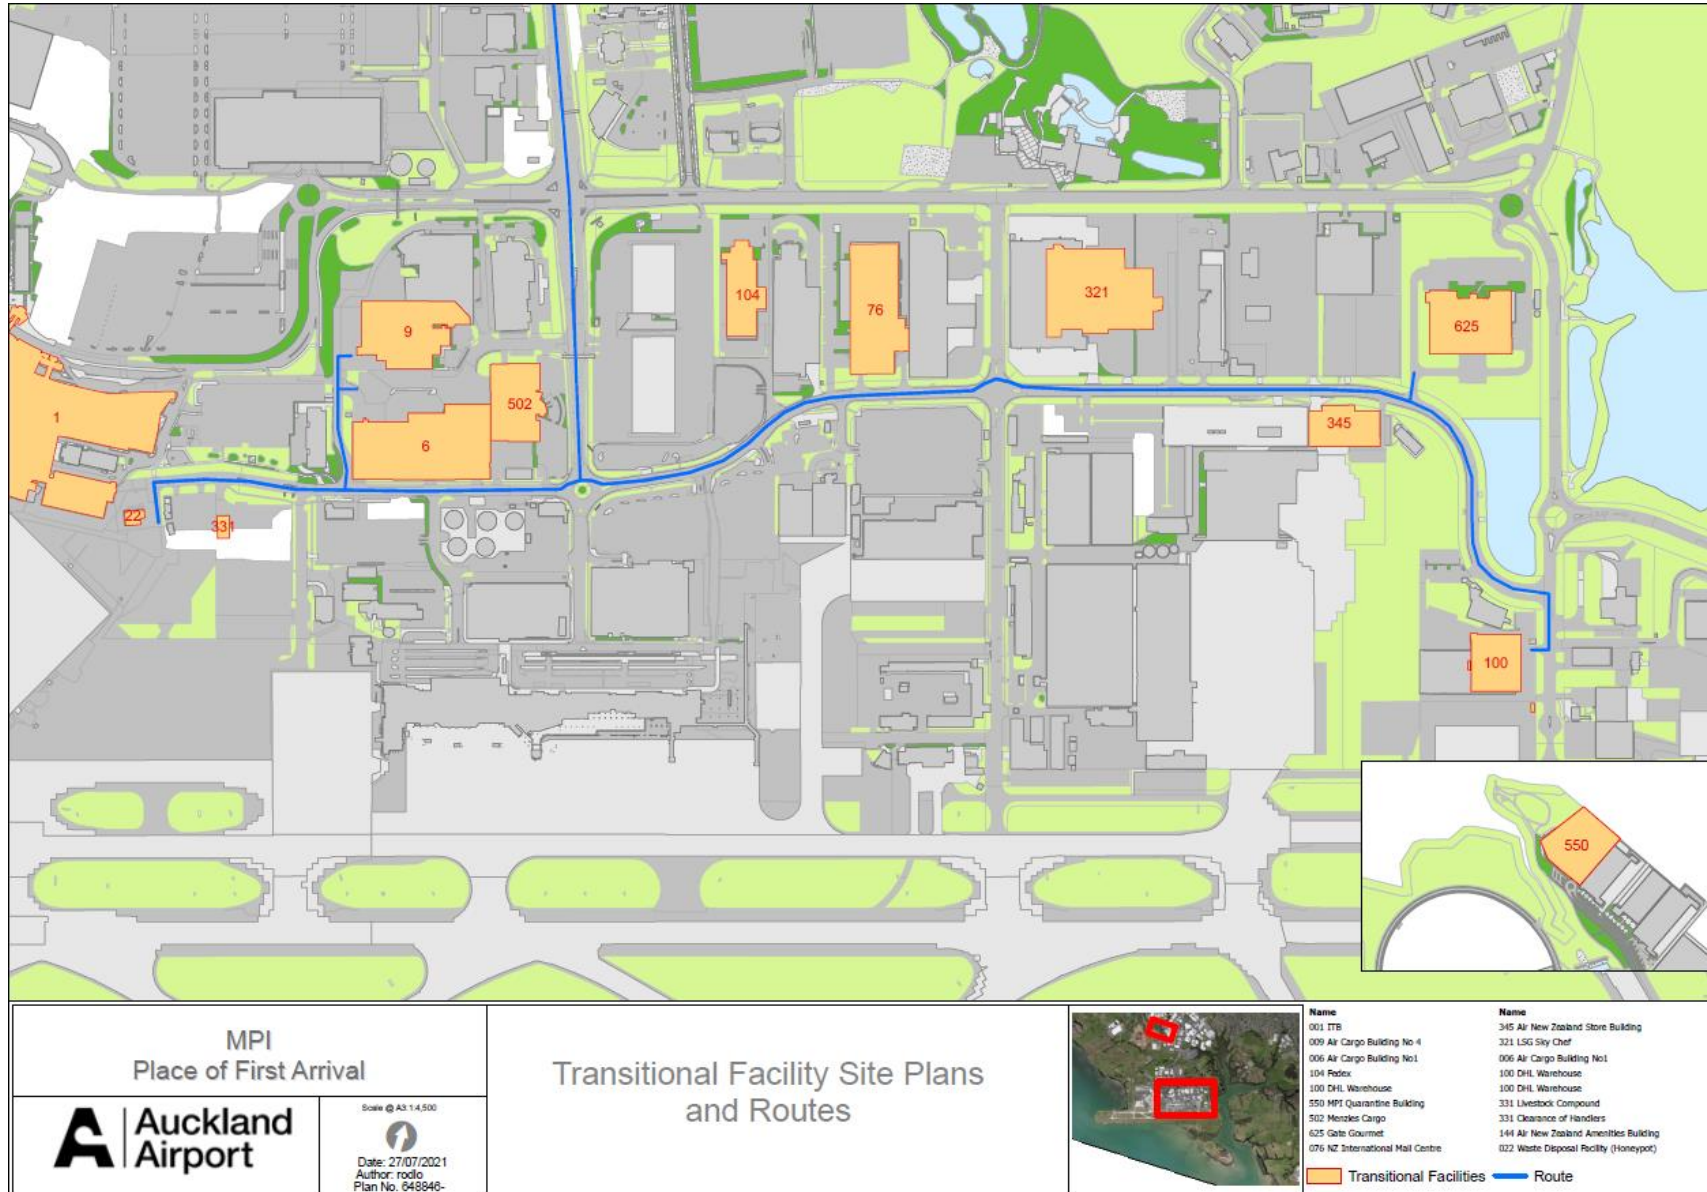 104
76
321
625
9
1
502
6
345
22
331
100
550
MPI
Place of First Arrival
Auckland
Airport
Scale @ A3 1:4,500
Date: 27/07/2021
Author: rodlo
Plan No. 648846-
Transitional Facility Site Plans
and Routes
Name
001 ITB
009 Air Cargo Building No 4
006 Air Cargo Building No1
104 Fedex
100 DHL Warehouse
550 MPI Quarantine Building
502 Menzies Cargo
625 Gate Gourmet
076 NZ International Mail Centre
Name
345 Air New Zealand Store Building
321 LSG Sky Chef
006 Air Cargo Building No1
100 DHL Warehouse
100 DHL Warehouse
331 Livestock Compound
331 Clearance of Handlers
144 Air New Zealand Amenities Building
022 Waste Disposal Facility (Honeypot)
Transitional Facilities
Route